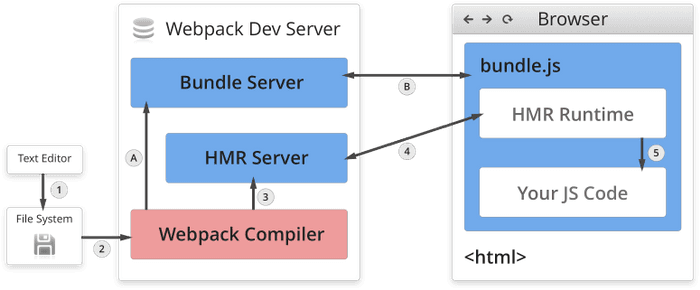 Webpack Dev Server
Browser
Bundle Server
B
bundle.js
HMR Runtime
A
HMR Server
4
5
Text Editor
1
3
Your JS Code
File System
2
Webpack Compiler
<html>